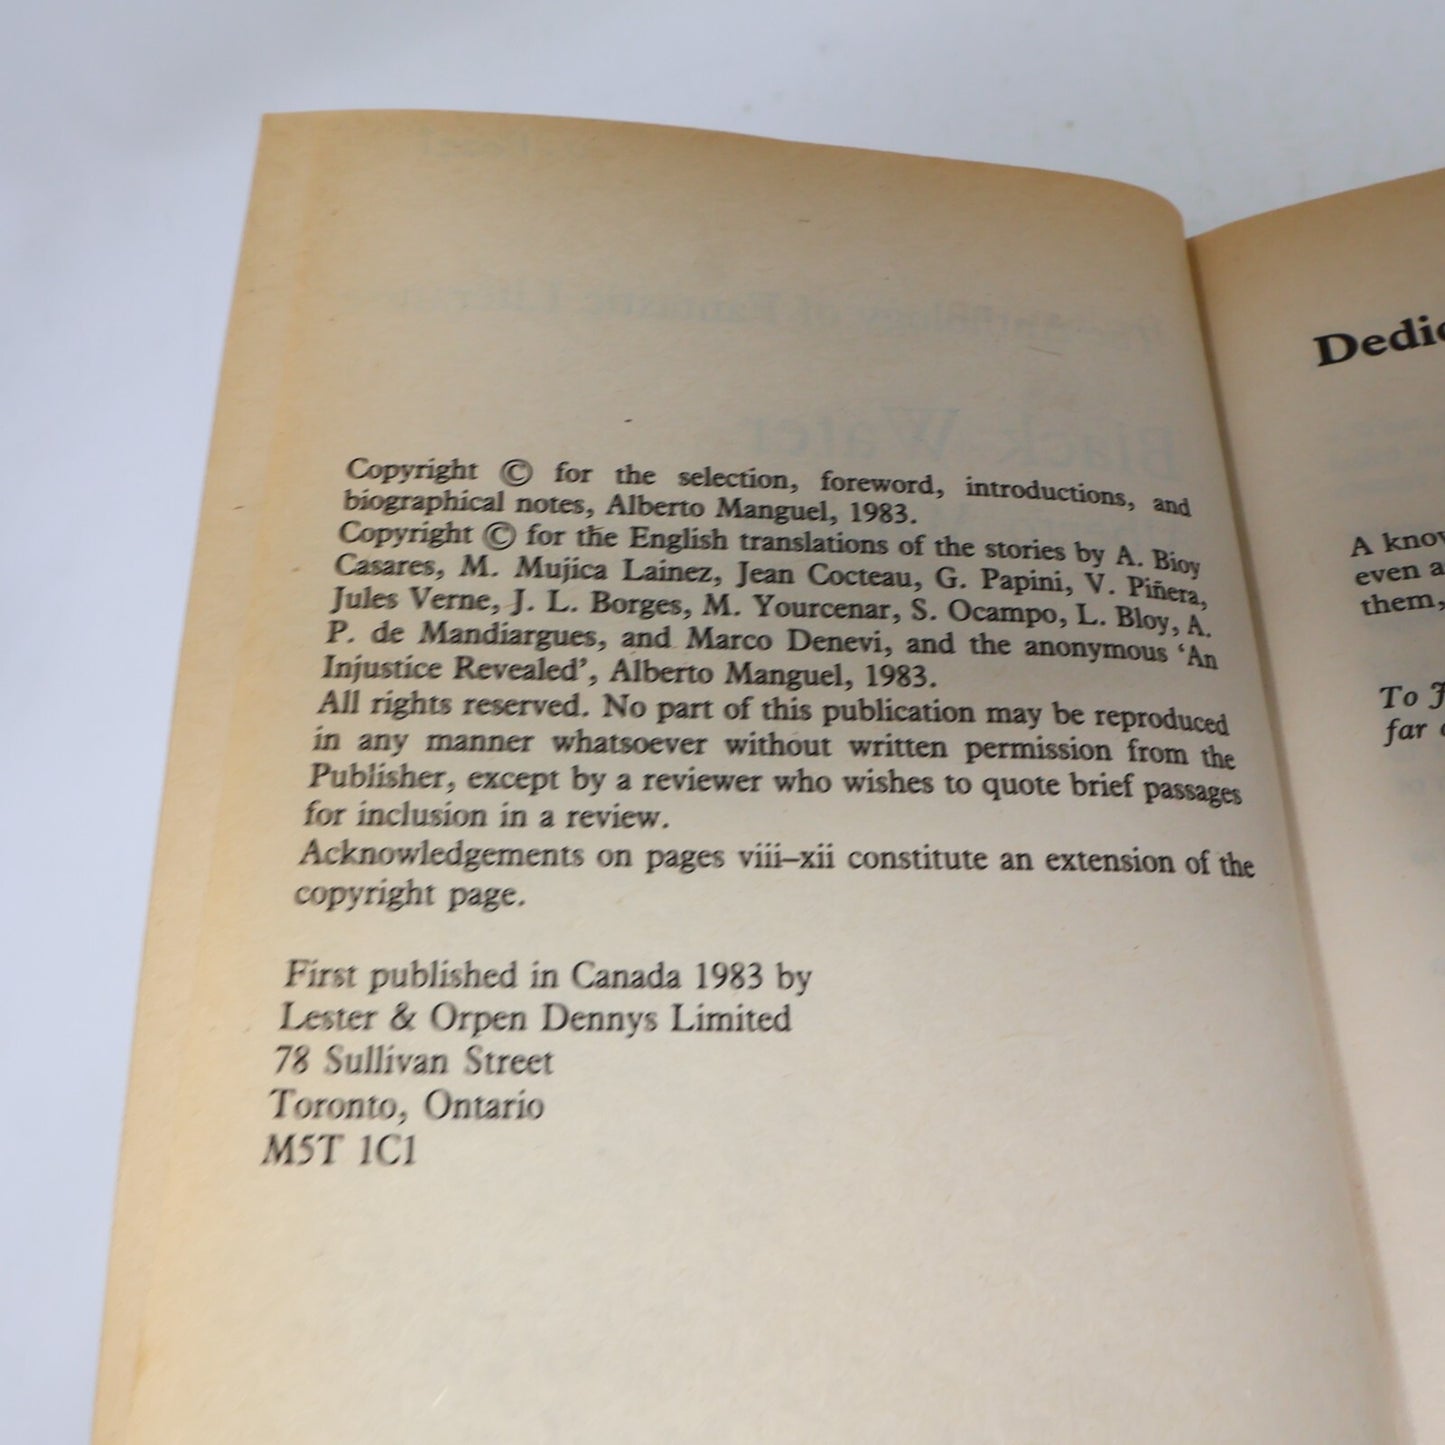 Copyright © for the selection, foreword, introductions, and
biographical notes, Alberto Manguel, 1983.
Copyright © for the English translations of the stories by A. Bioy
Casares, M. Mujica Lainez, Jean Cocteau, G. Papini, V. Piñera,
Jules Verne, J. L. Borges, M. Yourcenar, S. Ocampo, L. Bloy, A.
P. de Mandiargues, and Marco Denevi, and the anonymous ‘An
Injustice Revealed’, Alberto Manguel, 1983.
All rights reserved. No part of this publication may be reproduced
in any manner whatsoever without written permission from the
Publisher, except by a reviewer who wishes to quote brief passages
for inclusion in a review.
Acknowledgements on pages viii–xii constitute an extension of the
copyright page.
First published in Canada 1983 by
Lester & Orpen Dennys Limited
78 Sullivan Street
Toronto, Ontario
M5T 1C1
A
even a
them,
To
far